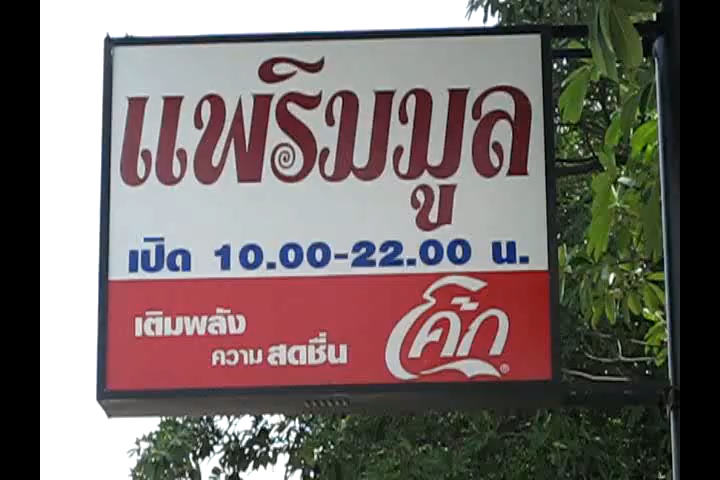 แพริมมูล
เปิด 10.00-22.00 น.
เติมพลัง
ความ สดชื่น
โค้ก